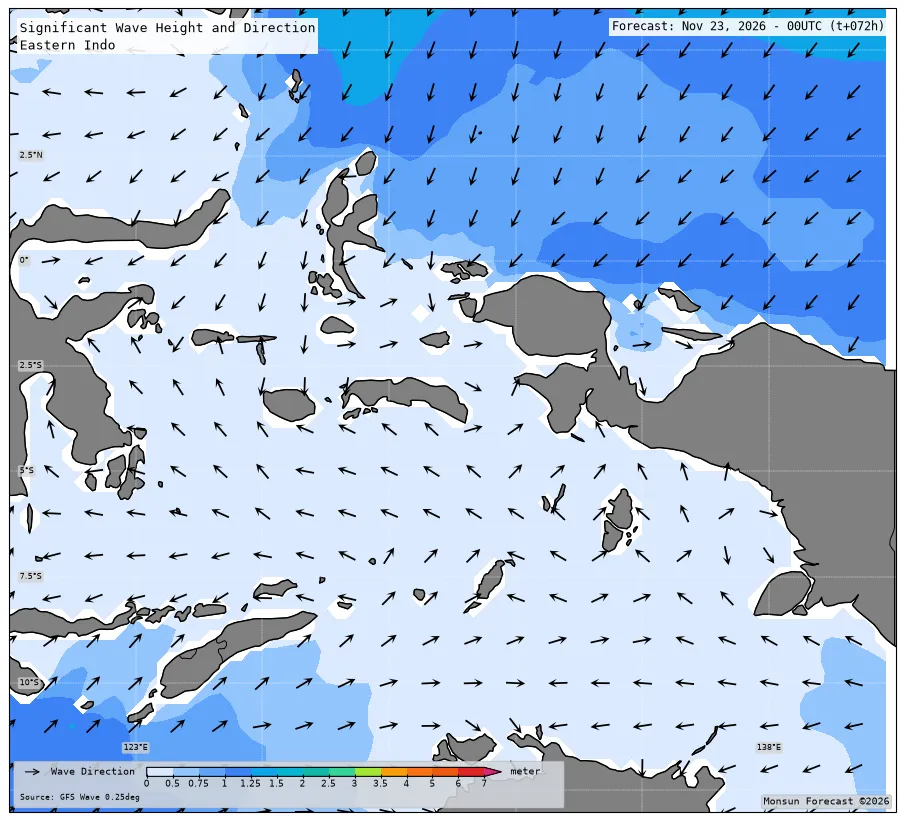 Significant Wave Height and Direction
Eastern Indo
Forecast: Nov 23, 2026 - 00UTC (t+072h)
2.5°N
0°
2.5°S
5°S
7.5°S
10°S
123°E
138°E
Wave Direction
meter
0 0.5 0.75 1 1.25 1.5 2 2.5 3 3.5 4 5 6 7
Source: GFS Wave 0.25deg
Monsun Forecast ©2026